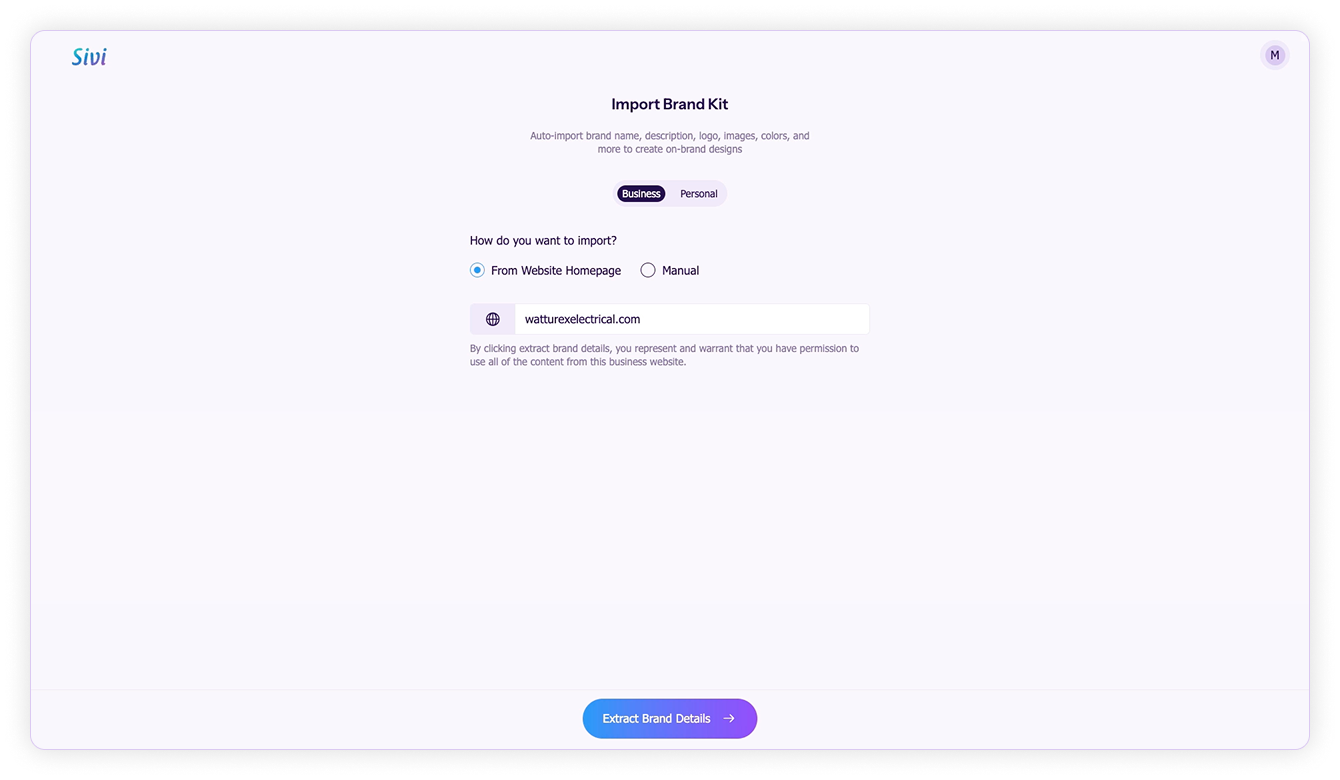 Sivi
M
Import Brand Kit
Auto-import brand name, description, logo, images, colors, and
more to create on-brand designs
Business Personal
How do you want to import?
From Website Homepage Manual
watturexelectrical.com
By clicking extract brand details, you represent and warrant that you have permission to
use all of the content from this business website.
Extract Brand Details →